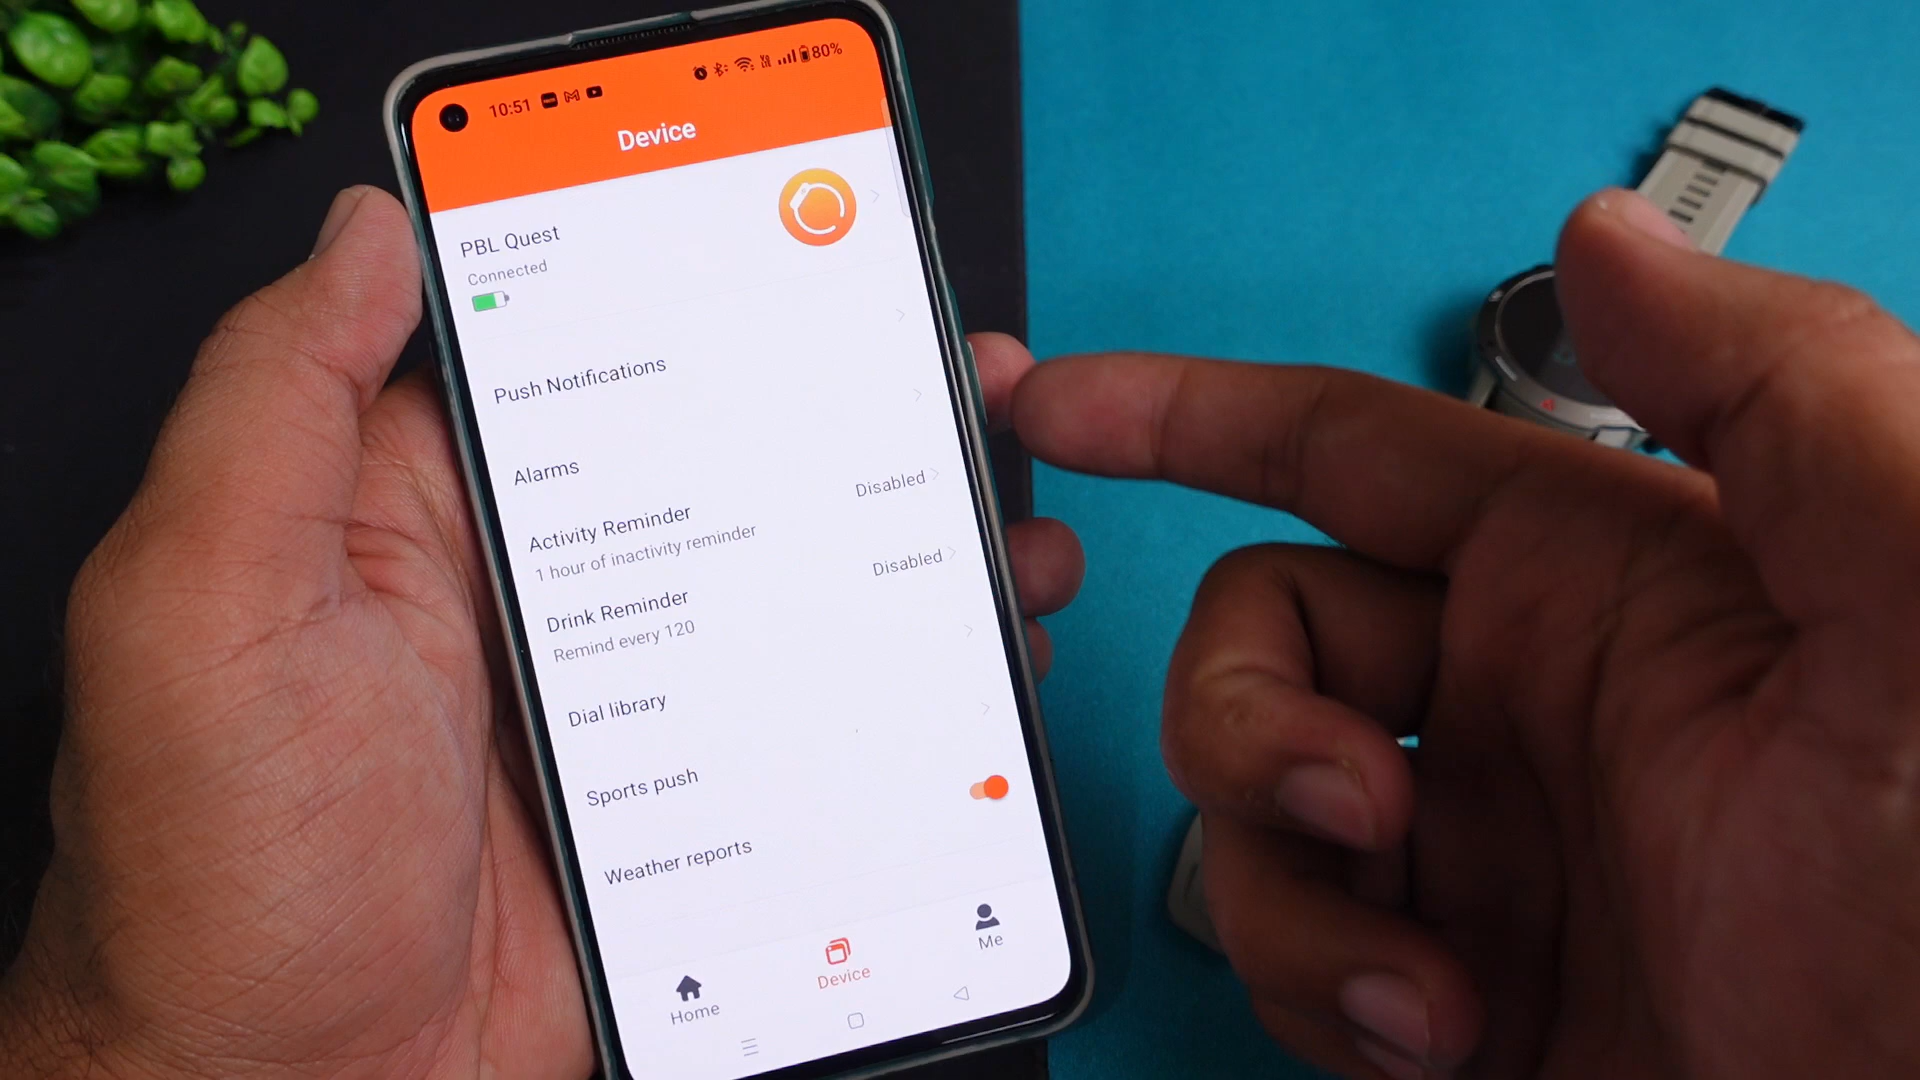 10:51
80%
Device
PBL Quest
Connected
Push Notifications
Alarms
Activity Reminder
1 hour of inactivity reminder
Disabled
Drink Reminder
Remind every 120
Disabled
Dial library
Sports push
Weather reports
Home
Device
Me